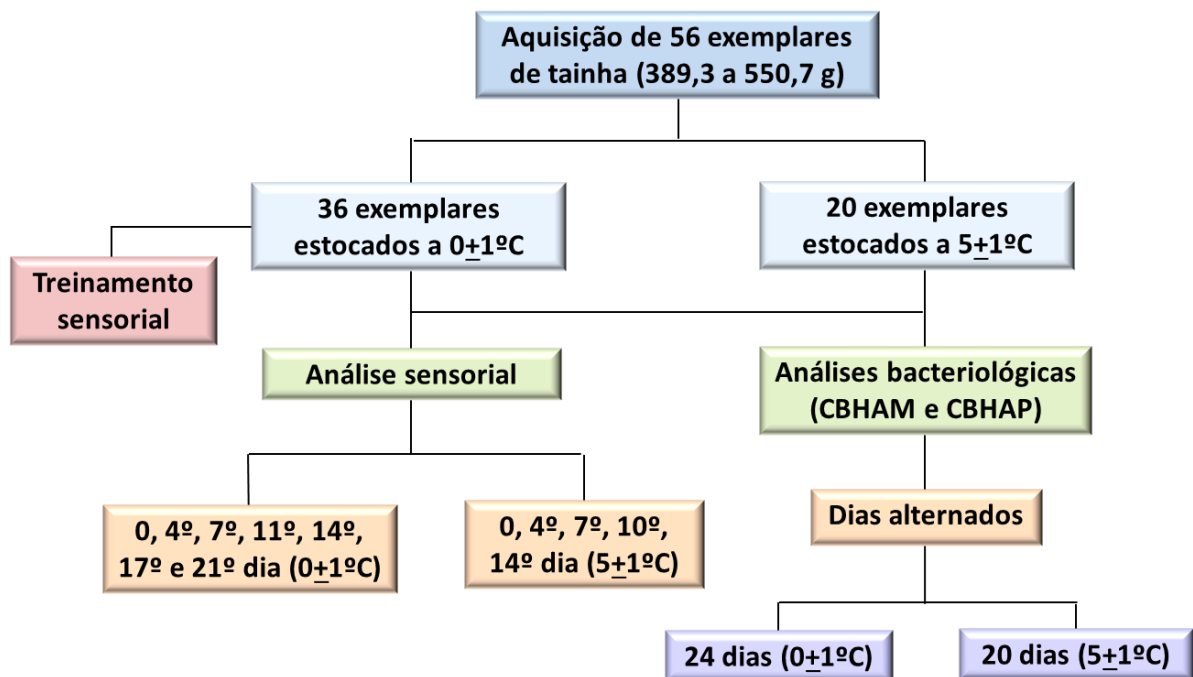 Aquisição de 56 exemplares
de tainha (389,3 a 550,7 g)
36 exemplares
estocados a 0±1ºC
20 exemplares
estocados a 5±1ºC
Treinamento
sensorial
Análise sensorial
Análises bacteriológicas
(CBHAM e CBHAP)
0, 4º, 7º, 11º, 14º,
17º e 21º dia (0±1ºC)
0, 4º, 7º, 10º,
14º dia (5±1ºC)
Dias alternados
24 dias (0±1ºC)
20 dias (5±1ºC)